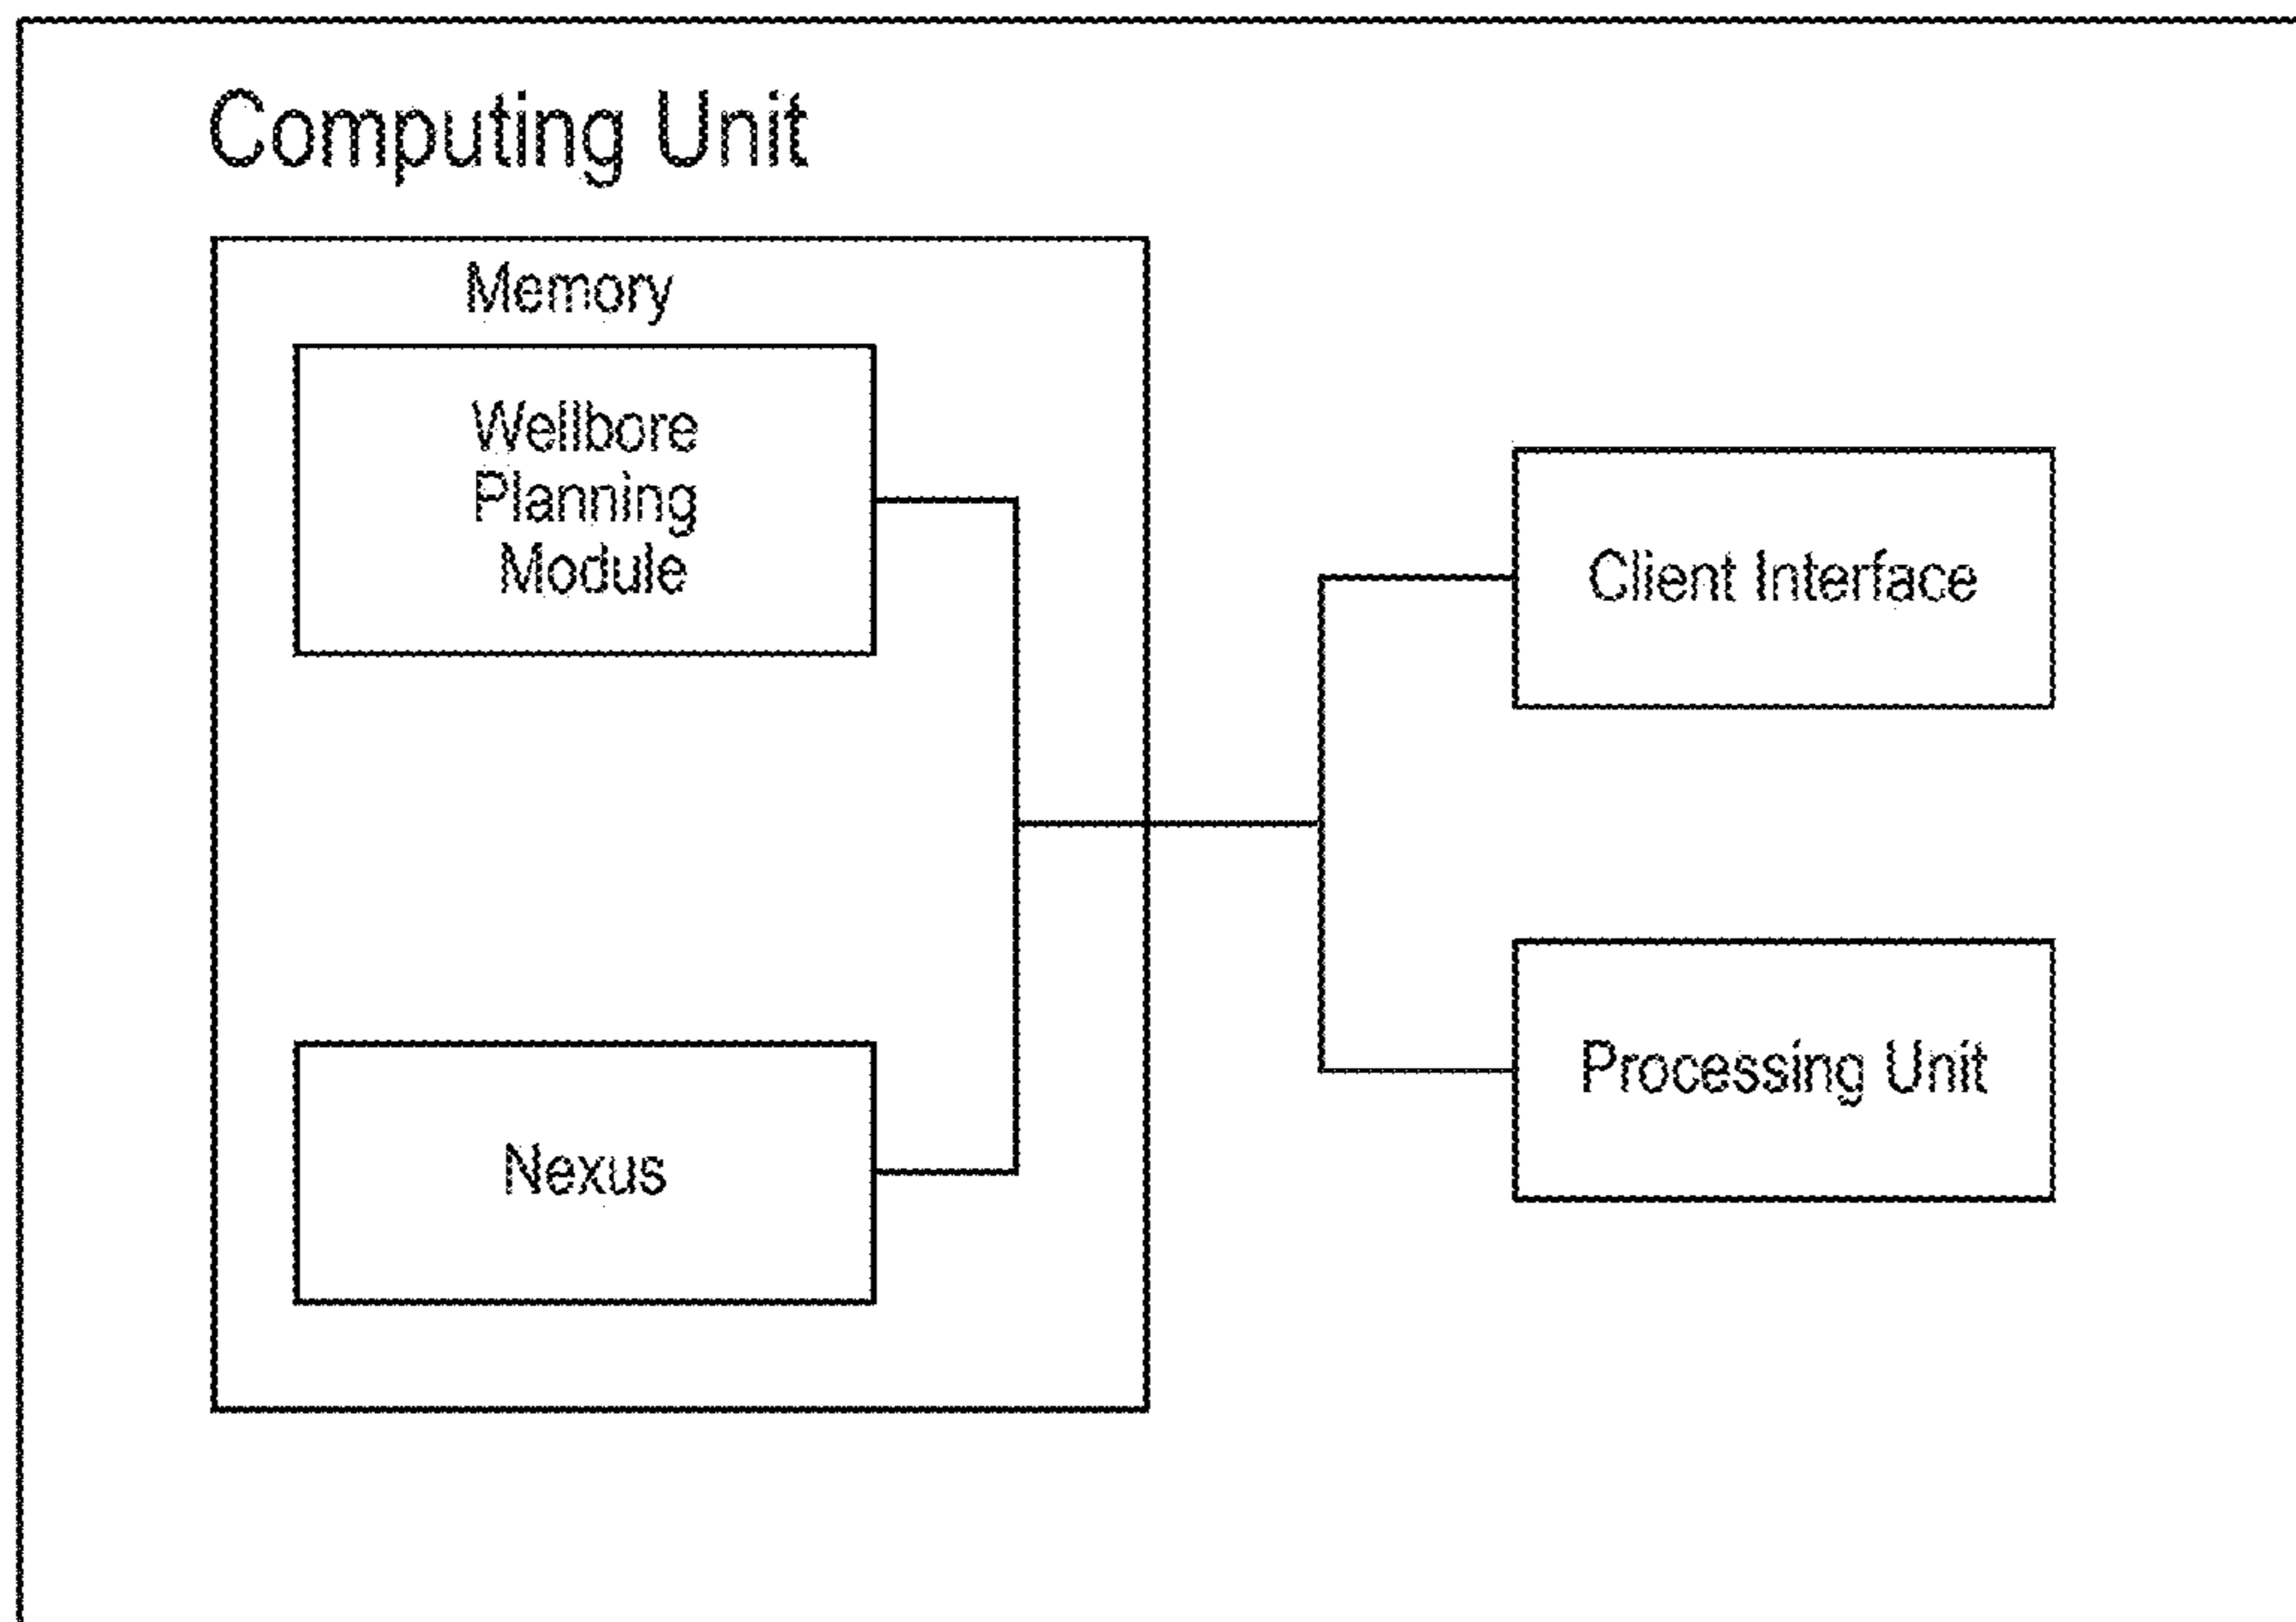 Computing Unit
Memory
Wellbore
Planning
Module
Client Interface
Processing Unit
Nexus